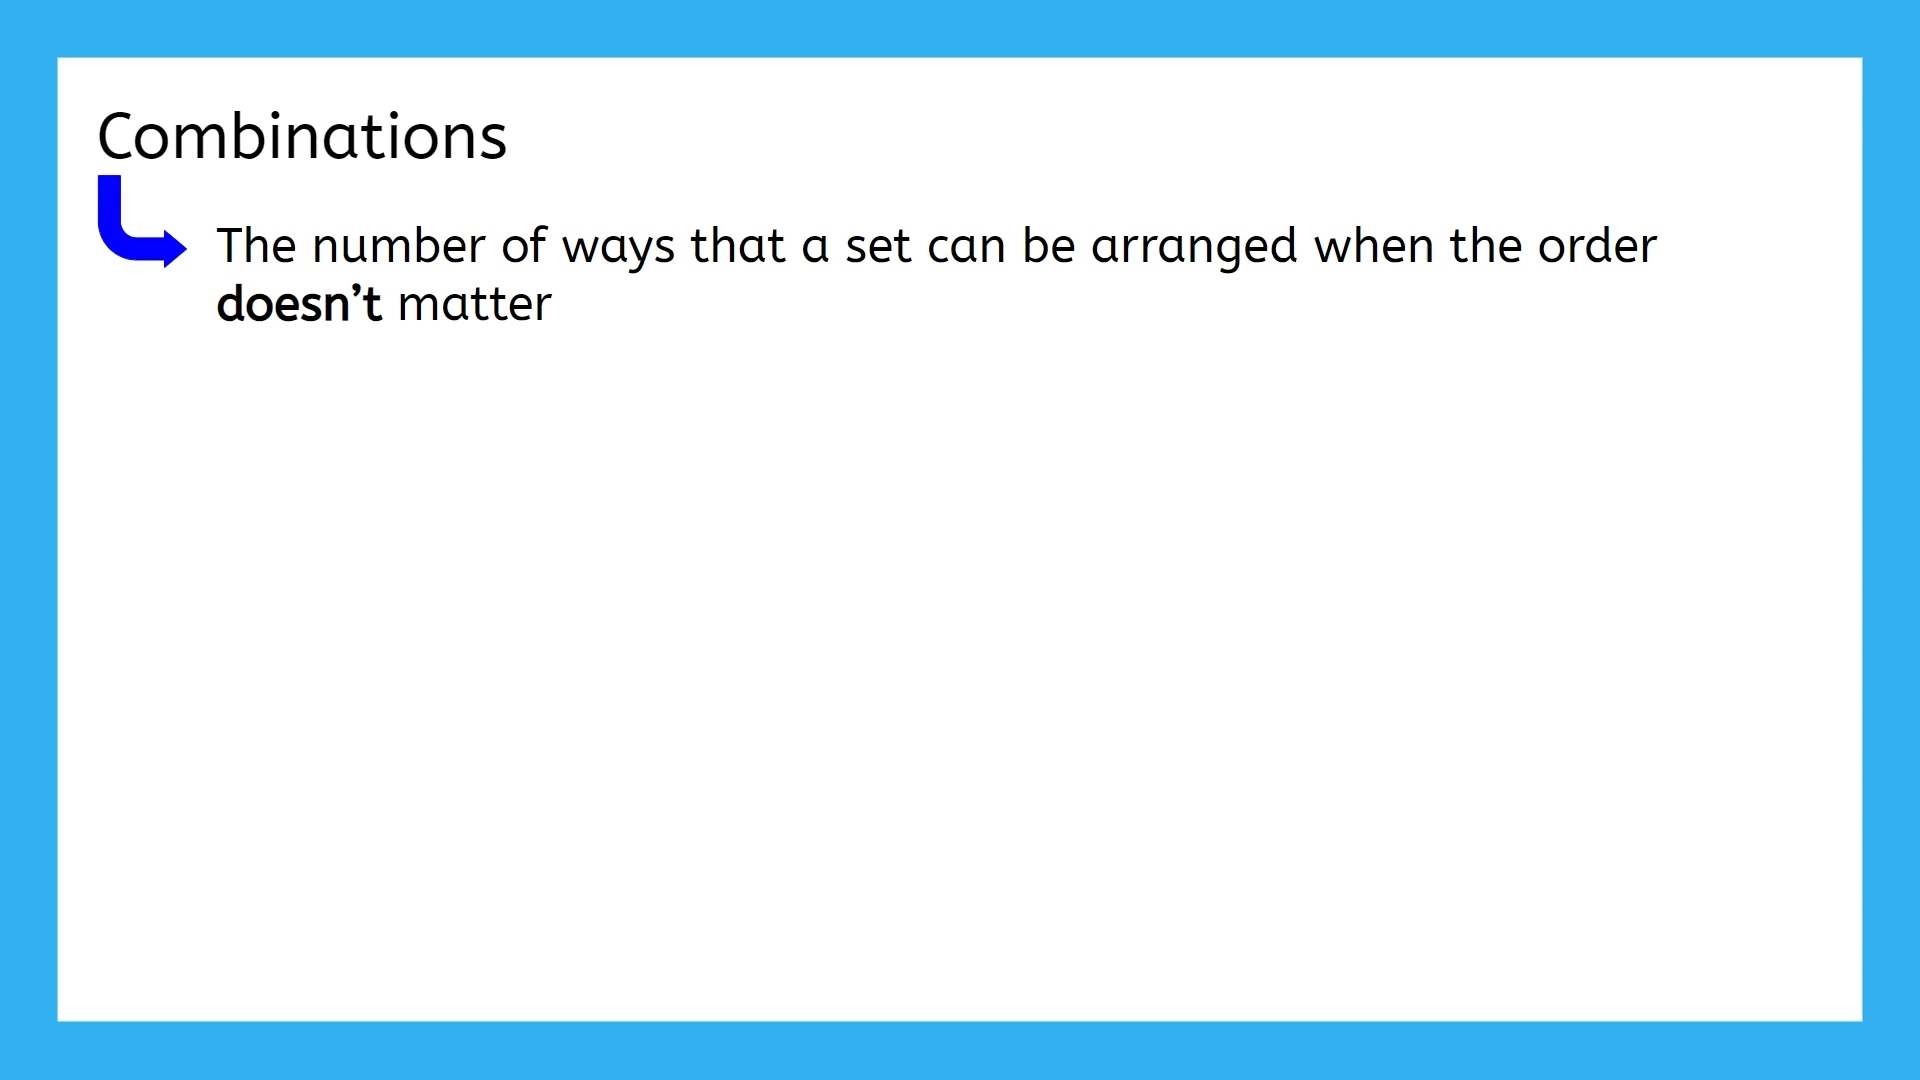 Combinations
The number of ways that a set can be arranged when the order
doesn’t matter